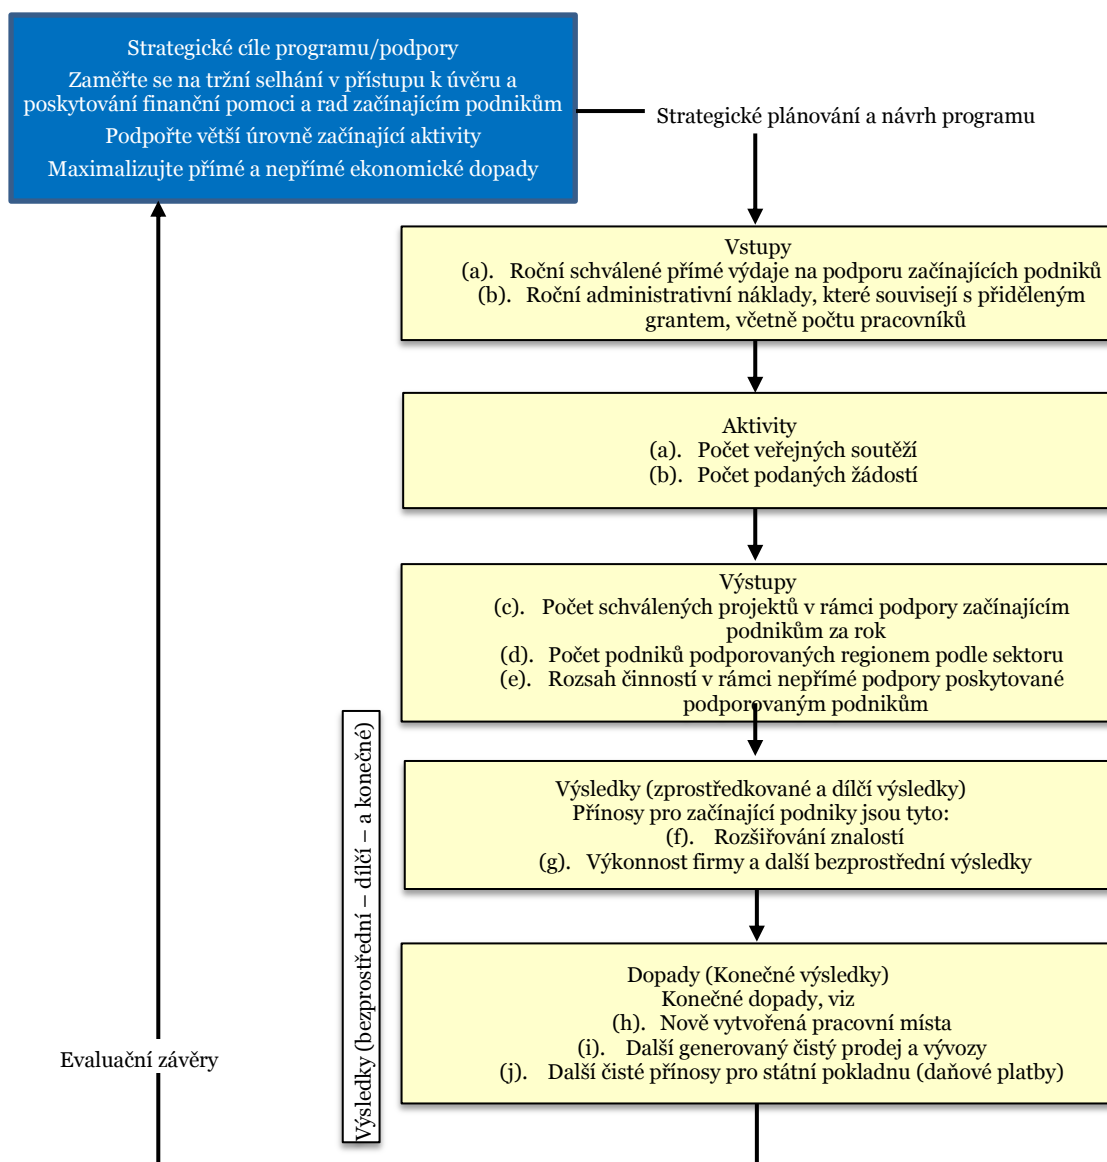 Strategické cíle programu/podpory
Zaměřte se na tržní selhání v přístupu k úvěru a
poskytování finanční pomoci a rad začínajícím podnikům
Podpořte větší úrovně začínající aktivity
Maximalizujte přímé a nepřímé ekonomické dopady
Strategické plánování a návrh programu
Vstupy
(a). Roční schválené přímé výdaje na podporu začínajících podniků
(b). Roční administrativní náklady, které souvisejí s přiděleným
grantem, včetně počtu pracovníků
Aktivity
(a). Počet veřejných soutěží
(b). Počet podaných žádostí
Výstupy
(c). Počet schválených projektů v rámci podpory začínajícím
podnikům za rok
(d). Počet podniků podporovaných regionem podle sektoru
(e). Rozsah činností v rámci nepřímé podpory poskytované
podporovaným podnikům
Výsledky (bezprostřední – dílčí – a konečné)
Výsledky (zprostředkované a dílčí výsledky)
Přínosy pro začínající podniky jsou tyto:
(f). Rozšiřování znalostí
(g). Výkonnost firmy a další bezprostřední výsledky
Dopady (Konečné výsledky)
Konečné dopady, viz
(h). Nově vytvořená pracovní místa
(i). Další generovaný čistý prodej a vývozy
(j). Další čisté přínosy pro státní pokladnu (daňové platby)
Evaluační závěry